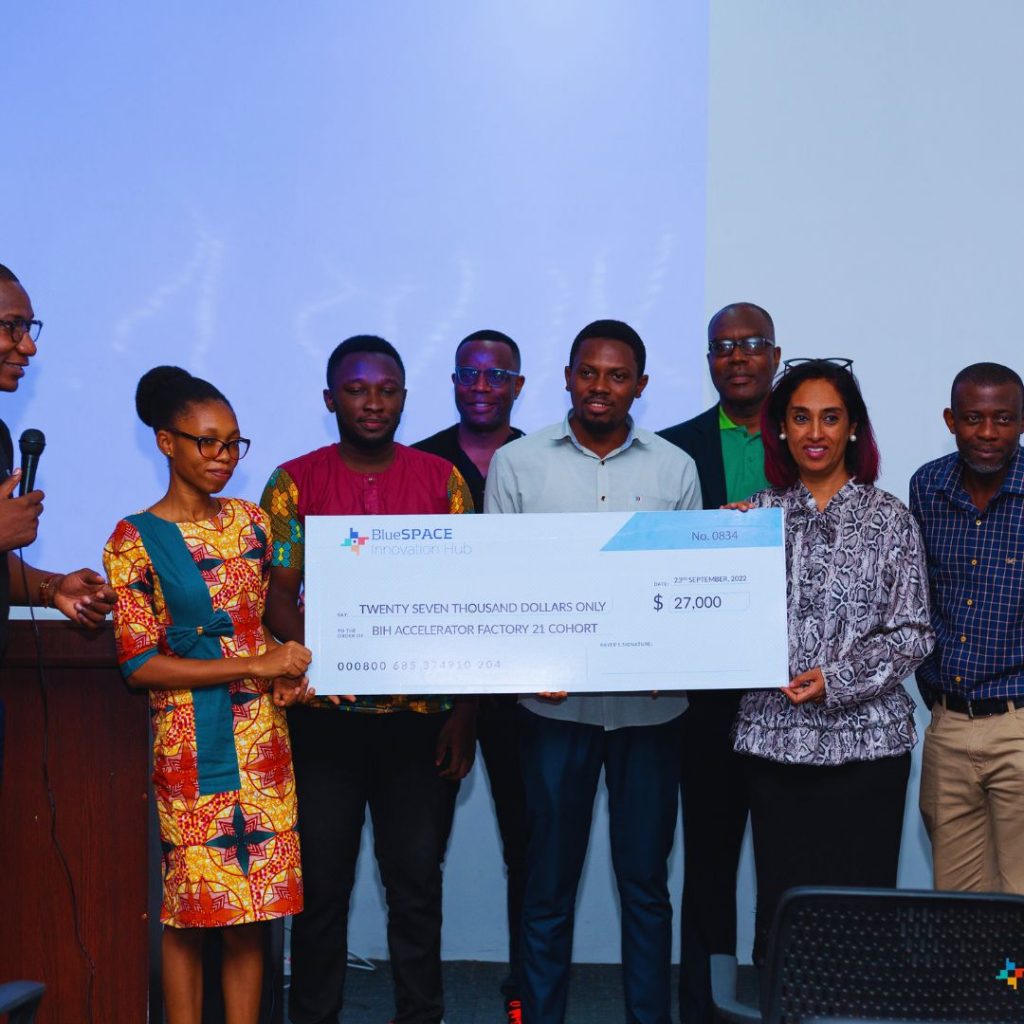 BlueSPACE
Innovation Hub
No. 0834
DATE: 23RD SEPTEMBER, 2022
PAY: TWENTY SEVEN THOUSAND DOLLARS ONLY
$ 27,000
TO THE
ORDER OF BIH ACCELERATOR FACTORY 21 COHORT
PAYER'S SIGNATURE:
000800 685 374910 204